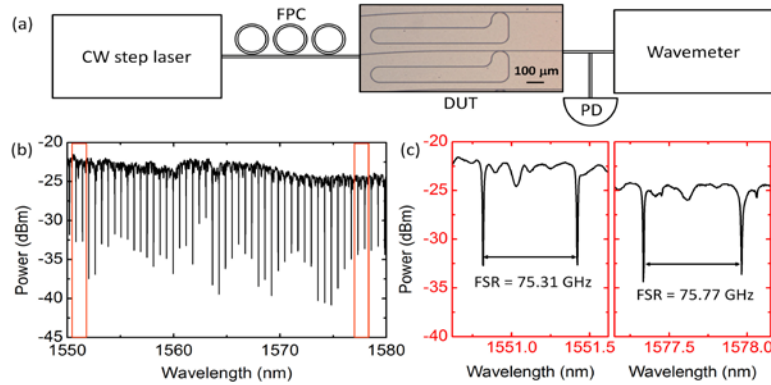 (a)
FPC
CW step laser
100 μm
DUT
PD
Wavemeter
(b)
-20
-25
-30
-35
-40
-45
Power (dBm)
1550
1560
1570
1580
Wavelength (nm)
(c)
-20
-25
-30
-35
-40
Power (dBm)
FSR = 75.31 GHz
1551.0
1551.5
Wavelength (nm)
FSR = 75.77 GHz
1577.5
1578.0
Wavelength (nm)